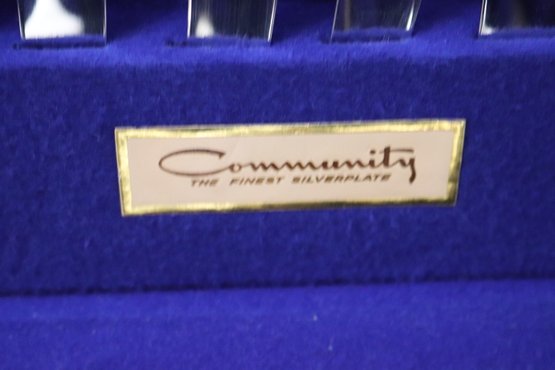 Community
THE FINEST SILVERPLATE